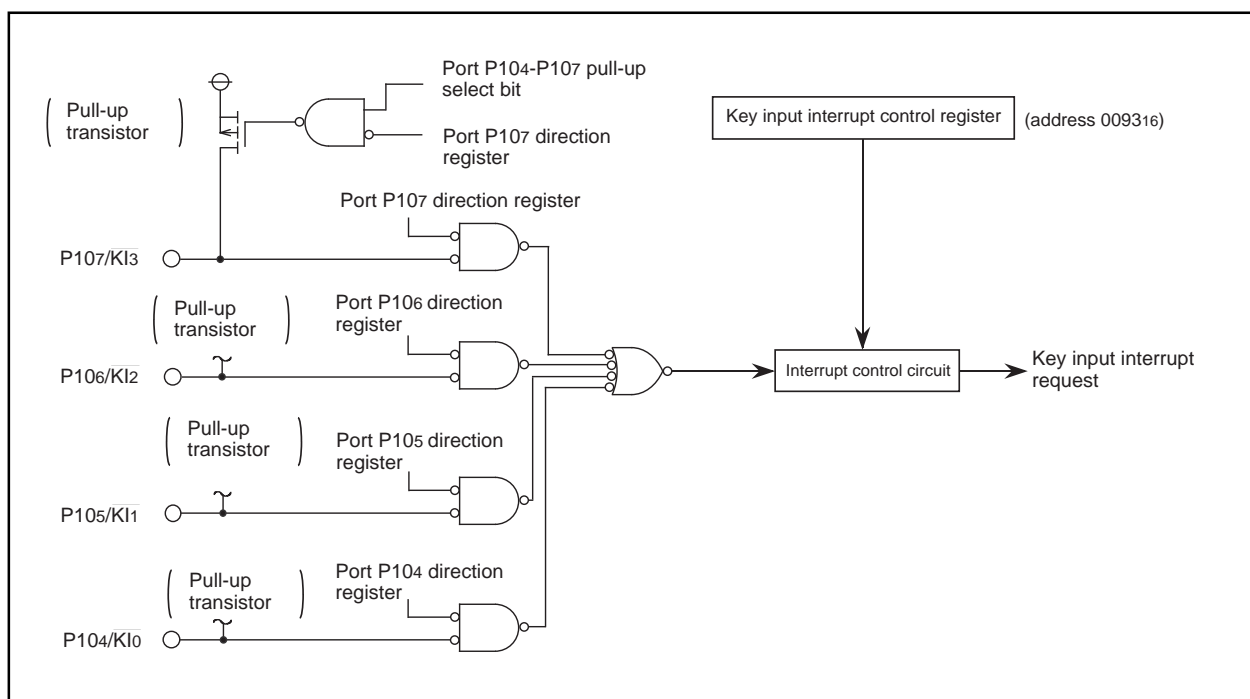 Port P104-P107 pull-up
select bit
( Pull-up
transistor )
Key input interrupt control register
(address 009316)
Port P107 direction
register
Port P107 direction register
P107/KI3
( Pull-up
transistor )
Port P106 direction
register
P106/KI2
Interrupt control circuit
Key input interrupt
request
( Pull-up
transistor )
Port P105 direction
register
P105/KI1
( Pull-up
transistor )
Port P104 direction
register
P104/KI0